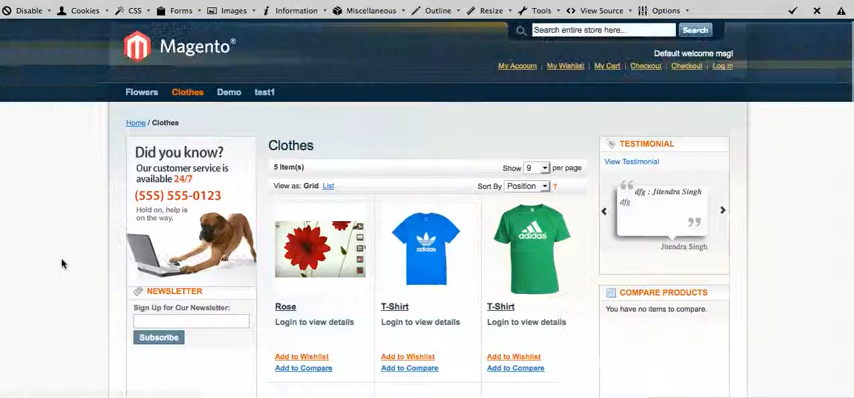 Disable Cookies CSS Forms Images Information Miscellaneous Outline Resize Tools View Source Options
Magento®
Search entire store here...
Search
Default welcome msg!
My Account My Wishlist My Cart Checkout Checkout Log In
Flowers Clothes Demo test1
Home / Clothes
Did you know?
Our customer service is
available 24/7
(555) 555-0123
Hold on, help is
on the way.
NEWSLETTER
Sign Up for Our Newsletter:
Subscribe
Clothes
5 Item(s)
Show 9 per page
View as: Grid List
Sort By Position
adidas
adidas
Rose T-Shirt T-Shirt
Login to view details Login to view details Login to view details
Add to Wishlist Add to Wishlist Add to Wishlist
Add to Compare Add to Compare Add to Compare
TESTIMONIAL
View Testimonial
dfg : Jitendra Singh
dfg
Jitendra Singh
COMPARE PRODUCTS
You have no items to compare.